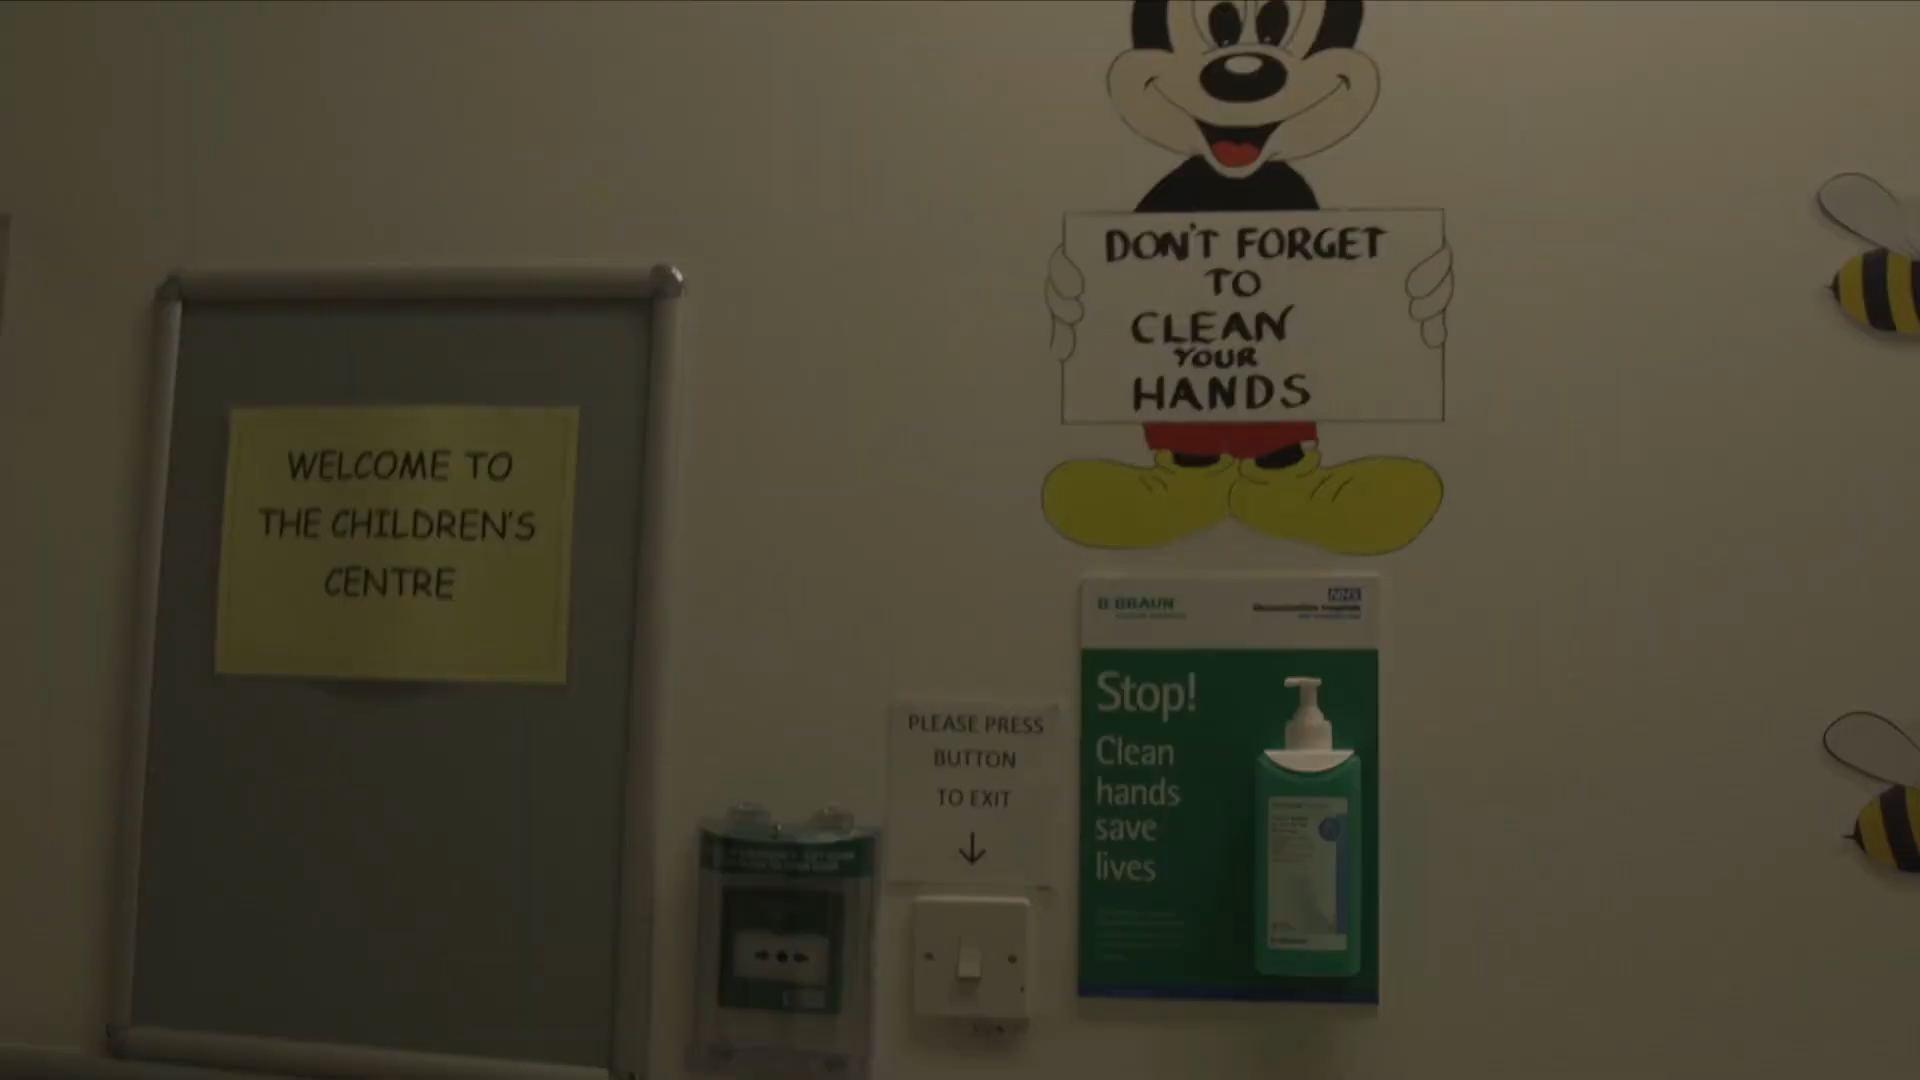 DON'T FORGET
TO
CLEAN
YOUR
HANDS
WELCOME TO
THE CHILDREN'S
CENTRE
B BRAUN
NHS
Stop!
Clean
hands
save
lives
PLEASE PRESS
BUTTON
TO EXIT